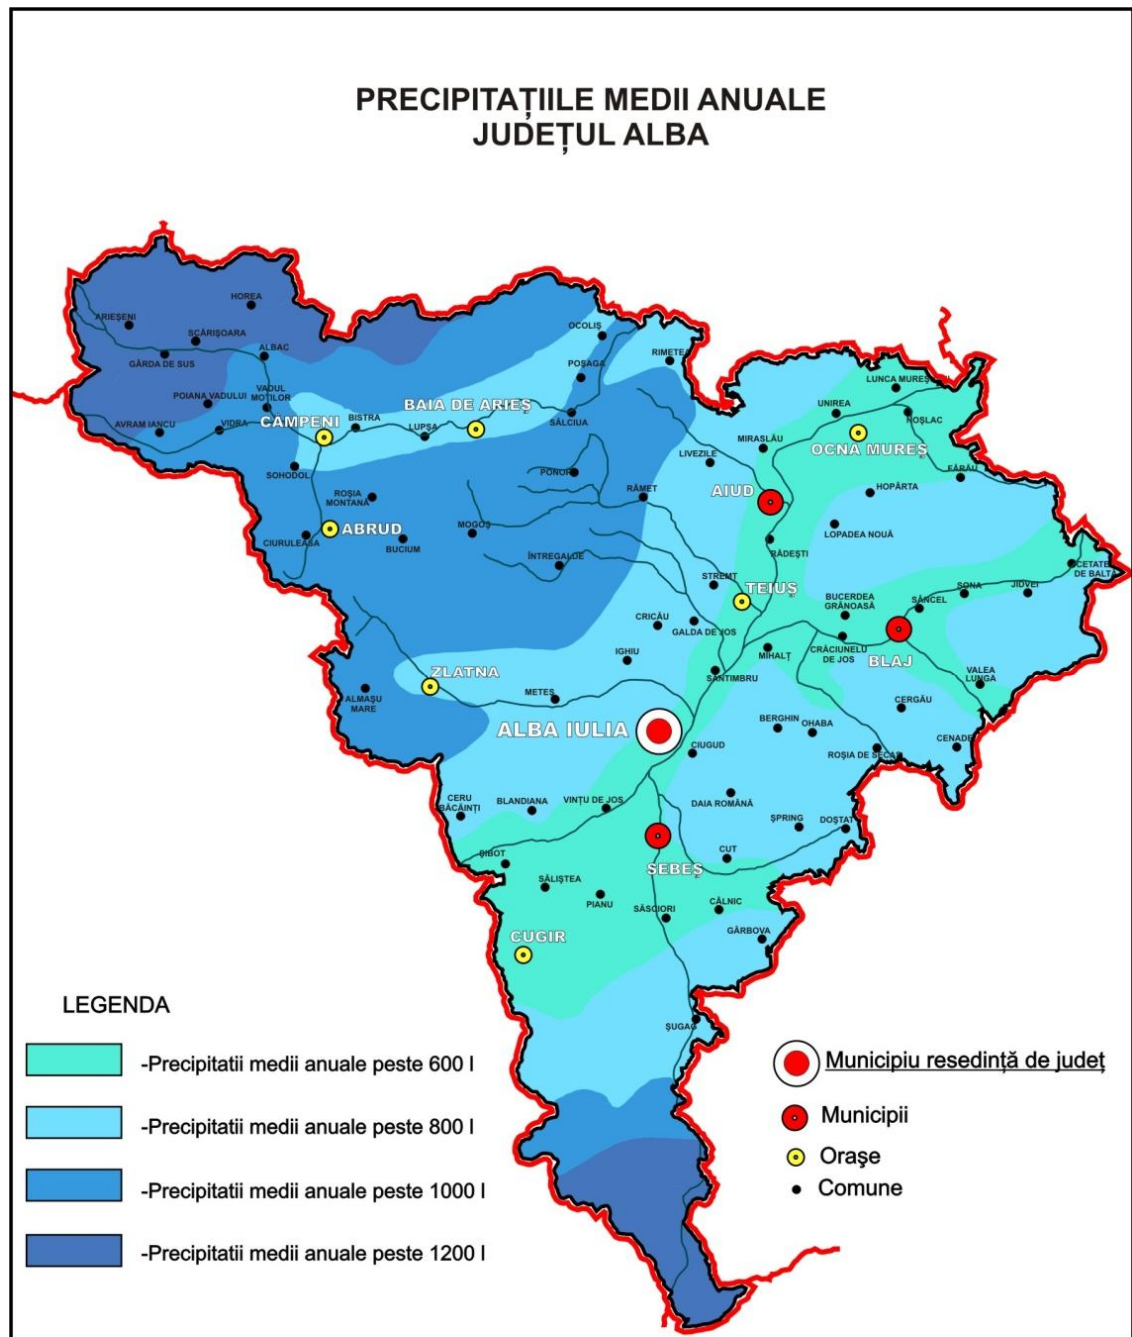 PRECIPITAȚIILE MEDII ANUALE
JUDEȚUL ALBA
HOREA
ARIEȘENI
SCĂRIȘOARA
GÂRDA DE SUS
ALBAC
OCOLIȘ
RIMETEA
POȘAGA
POIANA VADULUI
VADUL
MOȚILOR
LUNCA MUREȘ
UNIREA
NOȘLAC
BAIA DE ARIEȘ
CÂMPENI
BISTRA
LUPȘA
SĂLCIUA
AVRAM IANCU
VIDRA
OCNA MUREȘ
MIRASLĂU
LIVEZILE
SOHODOL
PONOR
FĂRĂU
HOPÂRTA
ROȘIA
MONTANĂ
RÂMEȚ
AIUD
LOPADEA NOUĂ
ABRUD
MOGOȘ
CIURULEASA
BUCIUM
RĂDEȘTI
ÎNTREGALDE
CETATE
DE BALTĂ
STREMȚ
TEIUȘ
JIDVEI
ȘONA
SÂNCEL
BUCERDEA
GRÂNOASĂ
CRICĂU
GALDA DE JOS
CRĂCIUNELU
DE JOS
BLAJ
MIHALȚ
IGHIU
SÂNTIMBRU
ZLATNA
VALEA
LUNGĂ
ALMAȘU
MARE
METEȘ
CERGĂU
ALBA IULIA
BERGHIN
OHABA
CIUGUD
ROȘIA DE SECAȘ
CENADE
CERU
BĂCĂINȚI
BLANDIANA
VINȚU DE JOS
DAIA ROMÂNĂ
ȘPRING
DOȘTAT
ȘIBOT
SEBEȘ
CUT
SĂLIȘTEA
PIANU
SĂSCIORI
CÂLNIC
GÂRBOVA
CUGIR
ȘUGAG
LEGENDA
-Precipitatii medii anuale peste 600 l
-Precipitatii medii anuale peste 800 l
-Precipitatii medii anuale peste 1000 l
-Precipitatii medii anuale peste 1200 l
Municipiu resedință de județ
Municipii
Orașe
Comune